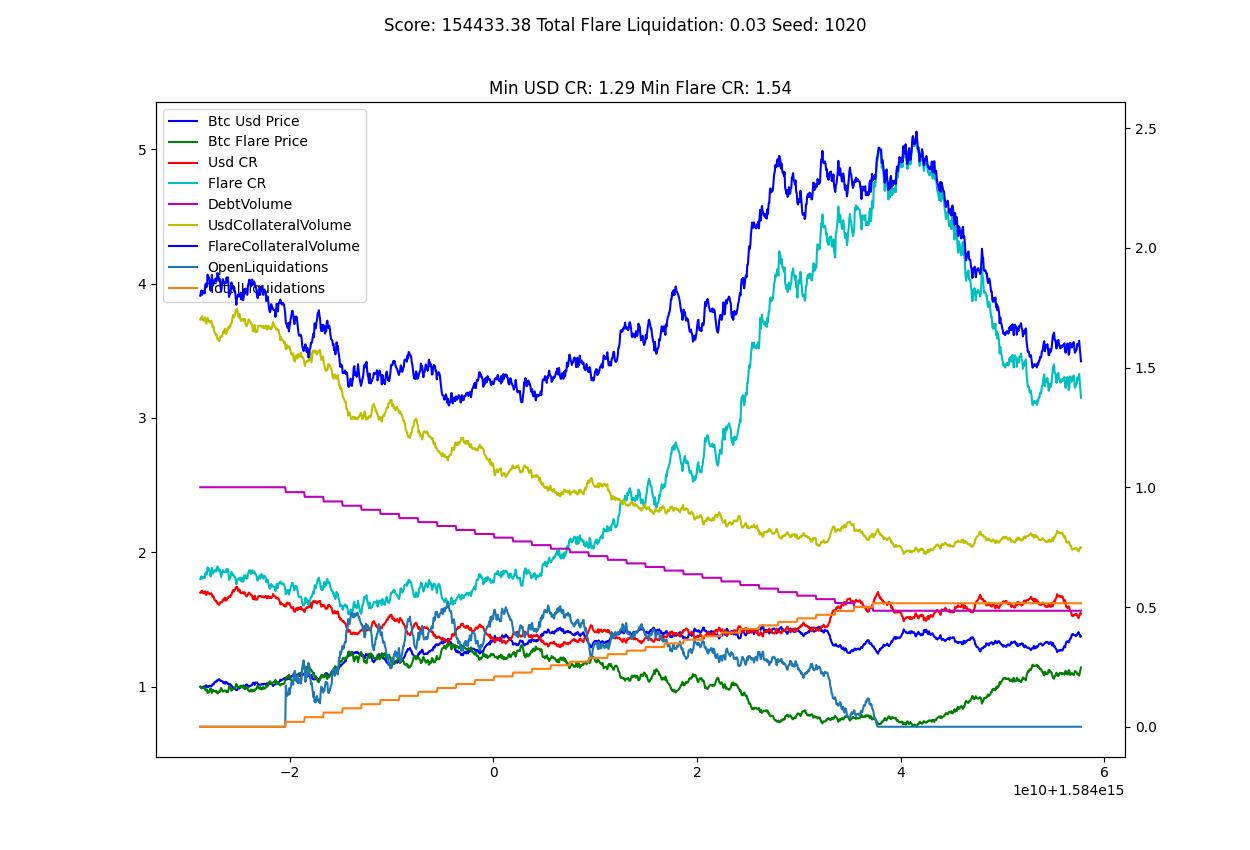 Score: 154433.38 Total Flare Liquidation: 0.03 Seed: 1020
Min USD CR: 1.29 Min Flare CR: 1.54
Btc Usd Price
Btc Flare Price
Usd CR
Flare CR
DebtVolume
UsdCollateralVolume
FlareCollateralVolume
OpenLiquidations
TotalLiquidations
5
4
3
2
1
2.5
2.0
1.5
1.0
0.5
0.0
−2
0
2
4
6
1e10+1.584e15